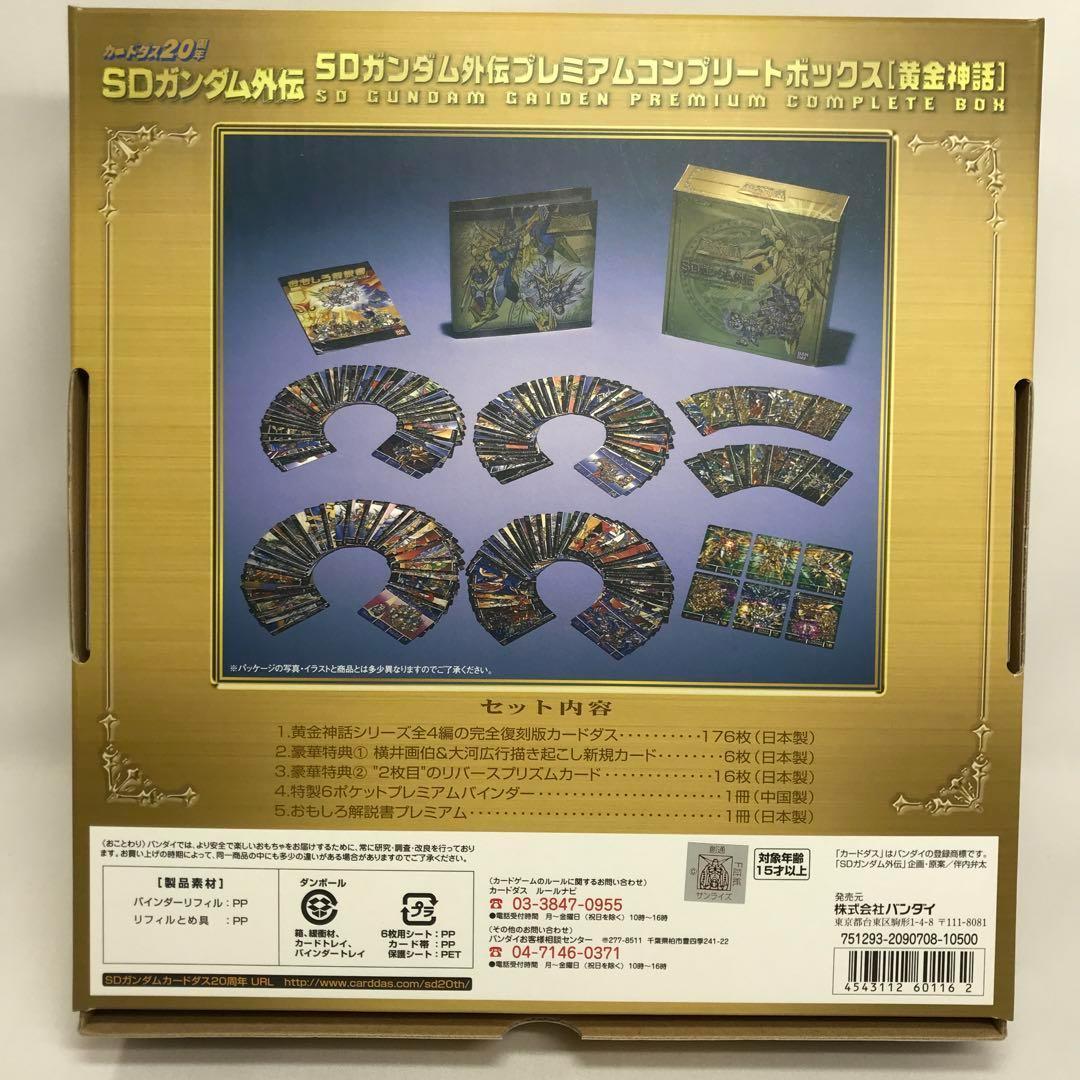 カードダス20周年
SDガンダム外伝
SDガンダム外伝プレミアムコンプリートボックス[黄金神話]
SD GUNDAM GAIDEN PREMIUM COMPLETE BOX
おもしろ解説書
SDガンダム外伝
※パッケージの写真・イラストと商品とは多少異なりますのでご了承ください。
セット内容
1.黄金神話シリーズ全4編の完全復刻版カードダス・・・・・・・・・・176枚(日本製)
2.豪華特典① 横井画伯&大河広行描き起こし新規カード・・・・・・・6枚(日本製)
3.豪華特典② "2枚目"のリバースプリズムカード・・・・・・・・・・・・16枚(日本製)
4.特製6ポケットプレミアムバインダー・・・・・・・・・・・・・・・・・・・・1冊(中国製)
5.おもしろ解説書プレミアム・・・・・・・・・・・・・・・・・・・・・・・・・・・1冊(日本製)
〈おことわり〉バンダイでは、より安全で楽しいおもちゃをお届けするために、常に研究・調査・改良を行っており
ます。お買い上げの時期によって、同一商品の中にも多少の違いがある場合がありますのでご了承ください。
【製品素材】
バインダーリフィル:PP
リフィルとめ具 :PP
ダンボール
箱、緩衝材、
カードトレイ、
バインダートレイ
プラ
6枚用シート:PP
カード帯:PP
保護シート:PET
SDガンダムカードダス20周年 URL http://www.carddas.com/sd20th/
〈カードゲームのルールに関するお問い合わせ〉
カードダス ルールナビ
☎ 03-3847-0955
●電話受付時間 月〜金曜日(祝日を除く)10時〜16時
〈その他のお問い合わせ〉
バンダイお客様相談センター 〒277-8511 千葉県柏市豊四季241-22
☎ 04-7146-0371
●電話受付時間 月〜金曜日(祝日を除く)10時〜16時
創通
サンライズ
対象年齢
15才以上
「カードダス」はバンダイの登録商標です。
「SDガンダム外伝」企画・原案/伴内弁太
発売元
株式会社バンダイ
東京都台東区駒形1-4-8 〒111-8081
751293-2090708-10500
4543112 60116 2